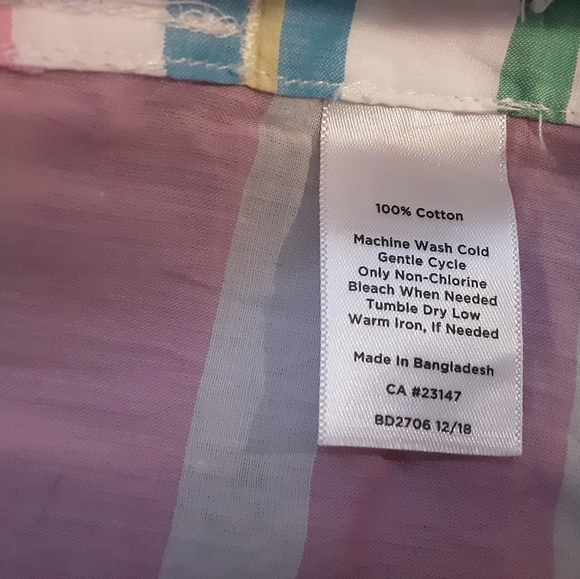 100% Cotton
Machine Wash Cold
Gentle Cycle
Only Non-Chlorine
Bleach When Needed
Tumble Dry Low
Warm Iron, If Needed
Made In Bangladesh
CA #23147
BD2706 12/18